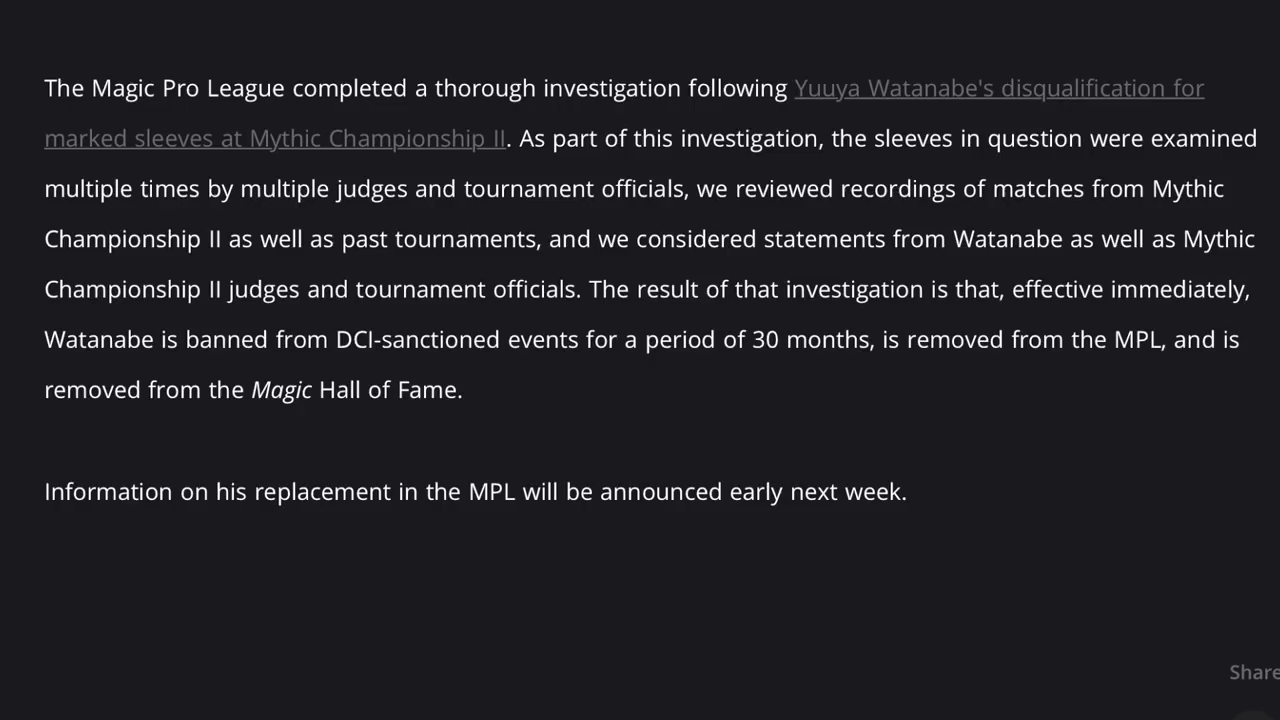 The Magic Pro League completed a thorough investigation following Yuuya Watanabe's disqualification for
marked sleeves at Mythic Championship II. As part of this investigation, the sleeves in question were examined
multiple times by multiple judges and tournament officials, we reviewed recordings of matches from Mythic
Championship II as well as past tournaments, and we considered statements from Watanabe as well as Mythic
Championship II judges and tournament officials. The result of that investigation is that, effective immediately,
Watanabe is banned from DCI-sanctioned events for a period of 30 months, is removed from the MPL, and is
removed from the Magic Hall of Fame.
Information on his replacement in the MPL will be announced early next week.
Share